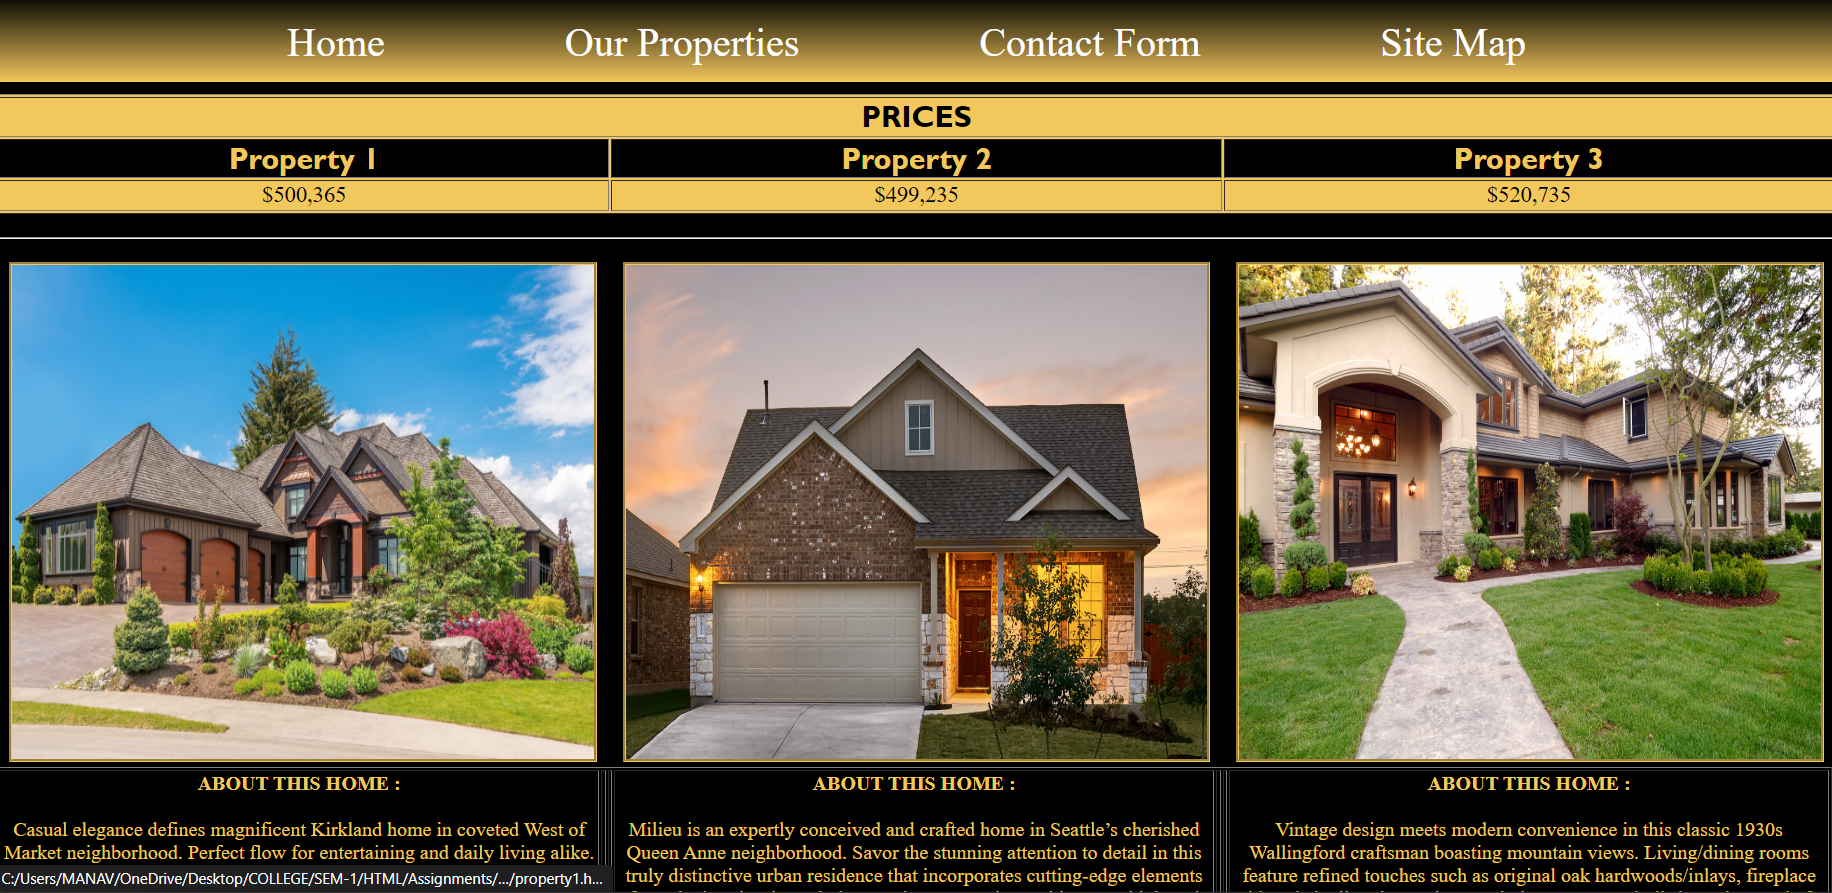 Home Our Properties Contact Form Site Map
PRICES
Property 1 Property 2 Property 3
$500,365 $499,235 $520,735
ABOUT THIS HOME :
Casual elegance defines magnificent Kirkland home in coveted West of
Market neighborhood. Perfect flow for entertaining and daily living alike.
ABOUT THIS HOME :
Milieu is an expertly conceived and crafted home in Seattle’s cherished
Queen Anne neighborhood. Savor the stunning attention to detail in this
truly distinctive urban residence that incorporates cutting-edge elements
ABOUT THIS HOME :
Vintage design meets modern convenience in this classic 1930s
Wallingford craftsman boasting mountain views. Living/dining rooms
feature refined touches such as original oak hardwoods/inlays, fireplace
C:/Users/MANAV/OneDrive/Desktop/COLLEGE/SEM-1/HTML/Assignments/.../property1.h...